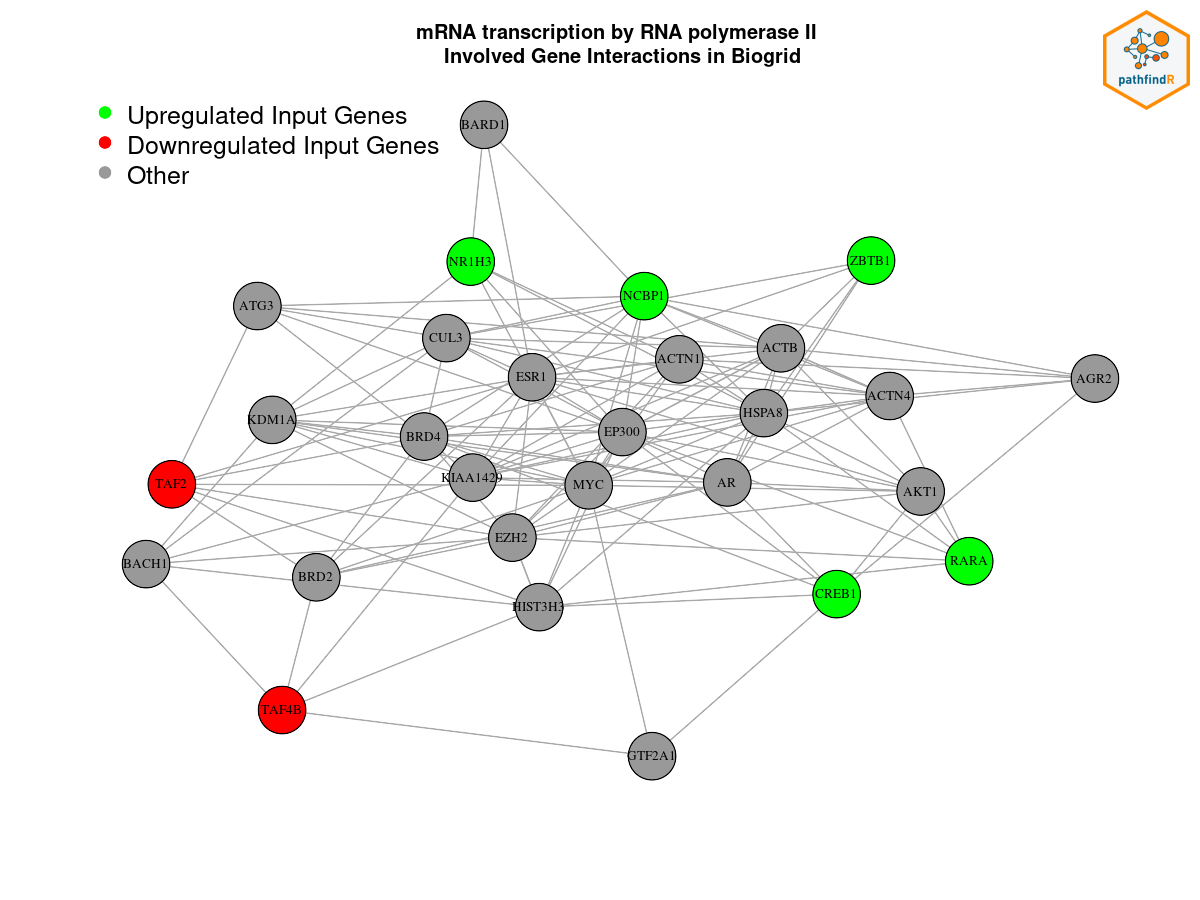 mRNA transcription by RNA polymerase II
Involved Gene Interactions in Biogrid
pathfindR
Upregulated Input Genes
Downregulated Input Genes
Other
BARD1
NR1H3
ZBTB1
NCBP1
ATG3
CUL3
ACTB
ACTN1
ESR1
AGR2
ACTN4
HSPA8
KDM1A
EP300
BRD4
KIAA1429
AR
TAF2
MYC
AKT1
EZH2
RARA
BACH1
BRD2
CREB1
HIST3H3
TAF4B
GTF2A1